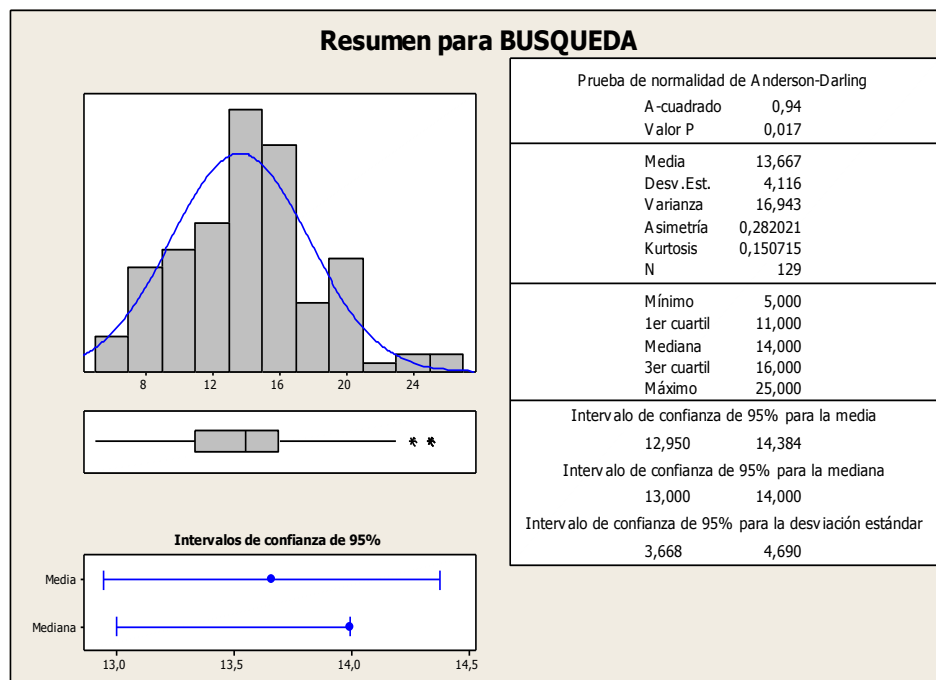 Resumen para BUSQUEDA
8 12 16 20 24
Intervalos de confianza de 95%
Media
Mediana
13,0 13,5 14,0 14,5
Prueba de normalidad de Anderson-Darling
A-cuadrado 0,94
Valor P 0,017
Media 13,667
Desv.Est. 4,116
Varianza 16,943
Asimetría 0,282021
Kurtosis 0,150715
N 129
Mínimo 5,000
1er cuartil 11,000
Mediana 14,000
3er cuartil 16,000
Máximo 25,000
Intervalo de confianza de 95% para la media
12,950 14,384
Intervalo de confianza de 95% para la mediana
13,000 14,000
Intervalo de confianza de 95% para la desviación estándar
3,668 4,690